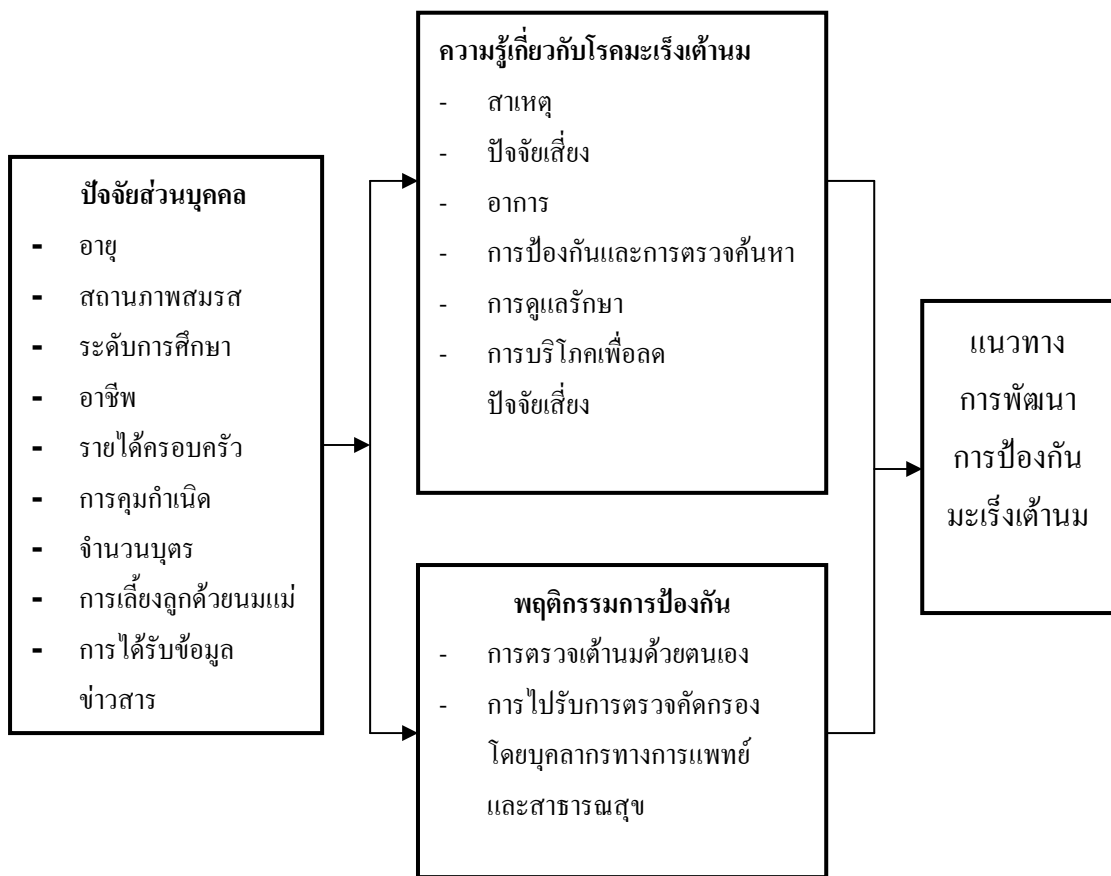 ปัจจัยส่วนบุคคล
- อายุ
- สถานภาพสมรส
- ระดับการศึกษา
- อาชีพ
- รายได้ครอบครัว
- การคุมกำเนิด
- จำนวนบุตร
- การเลี้ยงลูกด้วยนมแม่
- การได้รับข้อมูล
ข่าวสาร
ความรู้เกี่ยวกับโรคมะเร็งเต้านม
- สาเหตุ
- ปัจจัยเสี่ยง
- อาการ
- การป้องกันและการตรวจค้นหา
- การดูแลรักษา
- การบริโภคเพื่อลด
ปัจจัยเสี่ยง
พฤติกรรมการป้องกัน
- การตรวจเต้านมด้วยตนเอง
- การไปรับการตรวจคัดกรอง
โดยบุคลากรทางการแพทย์
และสาธารณสุข
แนวทาง
การพัฒนา
การป้องกัน
มะเร็งเต้านม